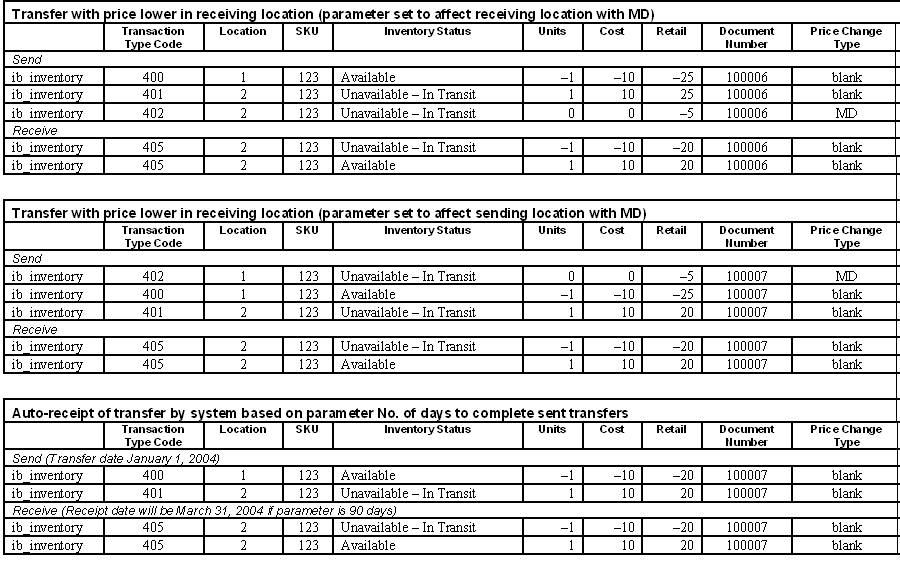 Transfer with price lower in receiving location (parameter set to affect receiving location with MD)
Transaction Type Code Location SKU Inventory Status Units Cost Retail Document Number Price Change Type
Send
ib_inventory 400 1 123 Available –1 –10 –25 100006 blank
ib_inventory 401 2 123 Unavailable – In Transit 1 10 25 100006 blank
ib_inventory 402 2 123 Unavailable – In Transit 0 0 –5 100006 MD
Receive
ib_inventory 405 2 123 Unavailable – In Transit –1 –10 –20 100006 blank
ib_inventory 405 2 123 Available 1 10 20 100006 blank
Transfer with price lower in receiving location (parameter set to affect sending location with MD)
Transaction Type Code Location SKU Inventory Status Units Cost Retail Document Number Price Change Type
Send
ib_inventory 402 1 123 Unavailable – In Transit 0 0 –5 100007 MD
ib_inventory 400 1 123 Available –1 –10 –25 100007 blank
ib_inventory 401 2 123 Unavailable – In Transit 1 10 20 100007 blank
Receive
ib_inventory 405 2 123 Unavailable – In Transit –1 –10 –20 100007 blank
ib_inventory 405 2 123 Available 1 10 20 100007 blank
Auto-receipt of transfer by system based on parameter No. of days to complete sent transfers
Transaction Type Code Location SKU Inventory Status Units Cost Retail Document Number Price Change Type
Send (Transfer date January 1, 2004)
ib_inventory 400 1 123 Available –1 –10 –20 100007 blank
ib_inventory 401 2 123 Unavailable – In Transit 1 10 20 100007 blank
Receive (Receipt date will be March 31, 2004 if parameter is 90 days)
ib_inventory 405 2 123 Unavailable – In Transit –1 –10 –20 100007 blank
ib_inventory 405 2 123 Available 1 10 20 100007 blank